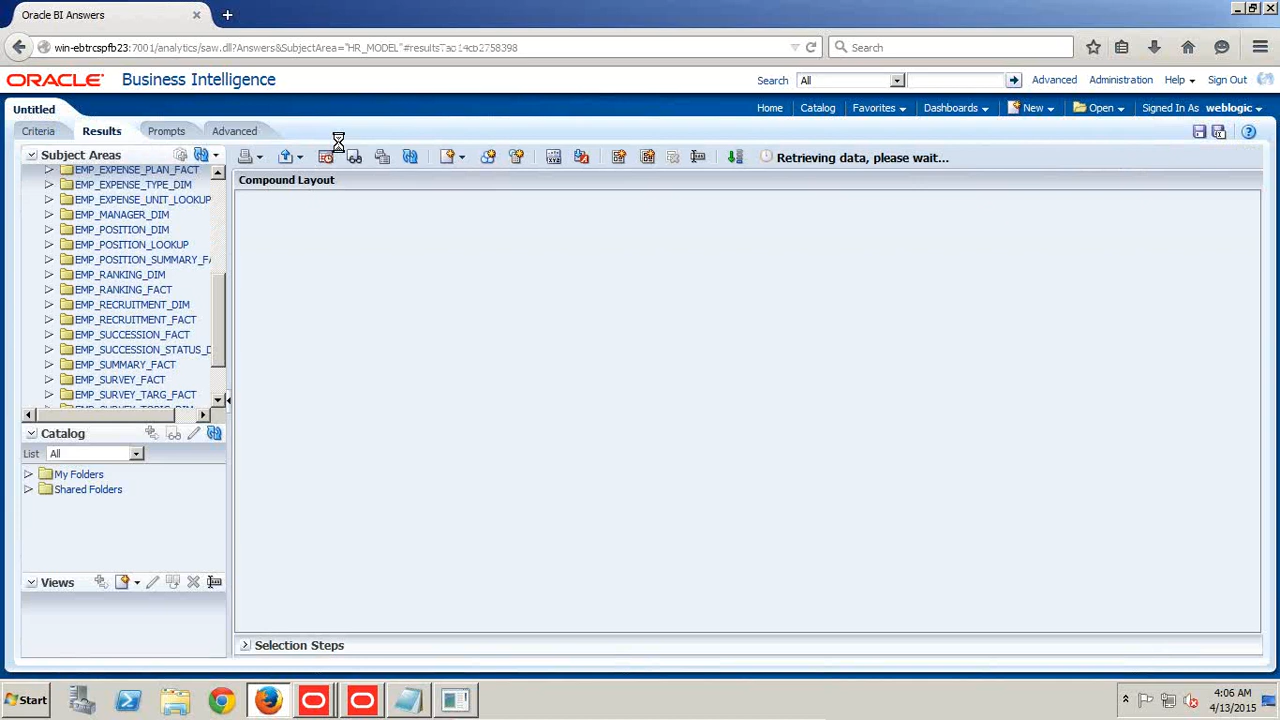 Oracle BI Answers
win-ebtrcspfb23:7001/analytics/saw.dll?Answers&SubjectArea="HR_MODEL"#resultsTab14cb2758398
Search
ORACLE
Business Intelligence
Search
All
Advanced
Administration
Help
Sign Out
Untitled
Home
Catalog
Favorites
Dashboards
New
Open
Signed In As
weblogic
Criteria
Results
Prompts
Advanced
Subject Areas
Retrieving data, please wait...
Compound Layout
EMP_EXPENSE_PLAN_FACT
EMP_EXPENSE_TYPE_DIM
EMP_EXPENSE_UNIT_LOOKUP
EMP_MANAGER_DIM
EMP_POSITION_DIM
EMP_POSITION_LOOKUP
EMP_POSITION_SUMMARY_FA
EMP_RANKING_DIM
EMP_RANKING_FACT
EMP_RECRUITMENT_DIM
EMP_RECRUITMENT_FACT
EMP_SUCCESSION_FACT
EMP_SUCCESSION_STATUS_D
EMP_SUMMARY_FACT
EMP_SURVEY_FACT
EMP_SURVEY_TARG_FACT
EMP_SURVEY_TOPIC_DIM
Catalog
List
All
My Folders
Shared Folders
Views
Selection Steps
Start
4:06 AM
4/13/2015